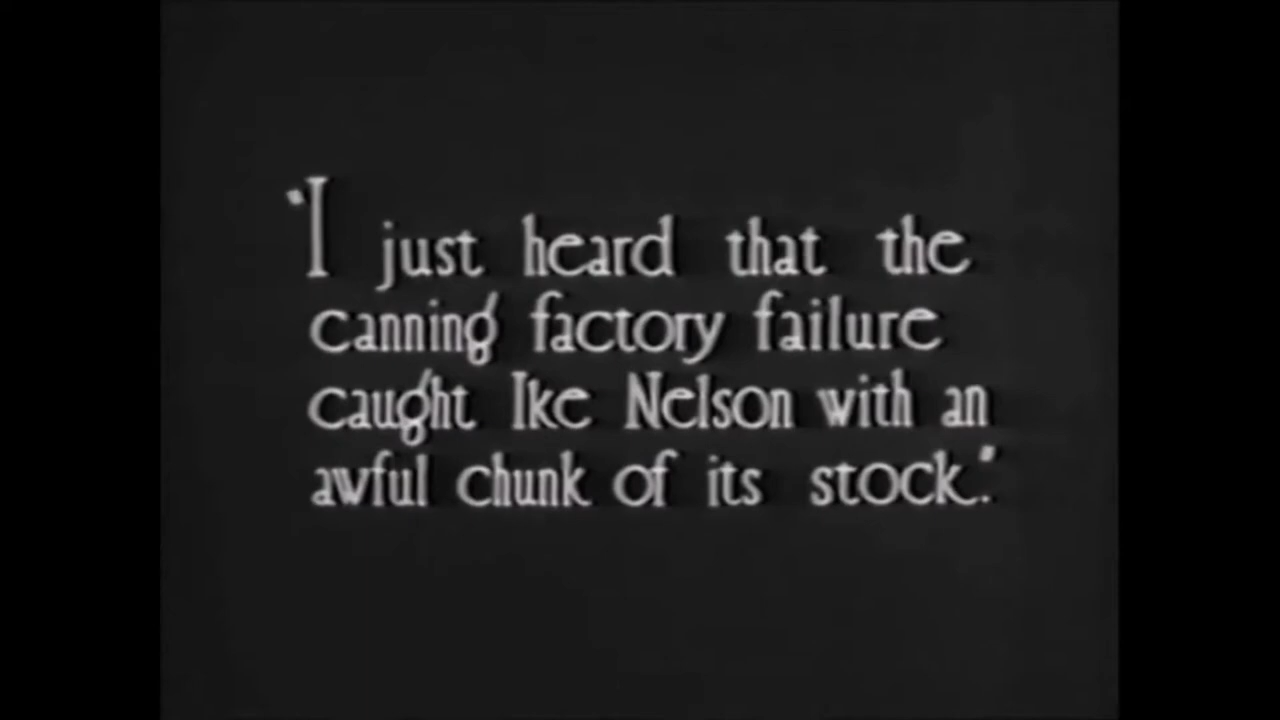 "I just heard that the
canning factory failure
caught Ike Nelson with an
awful chunk of its stock."